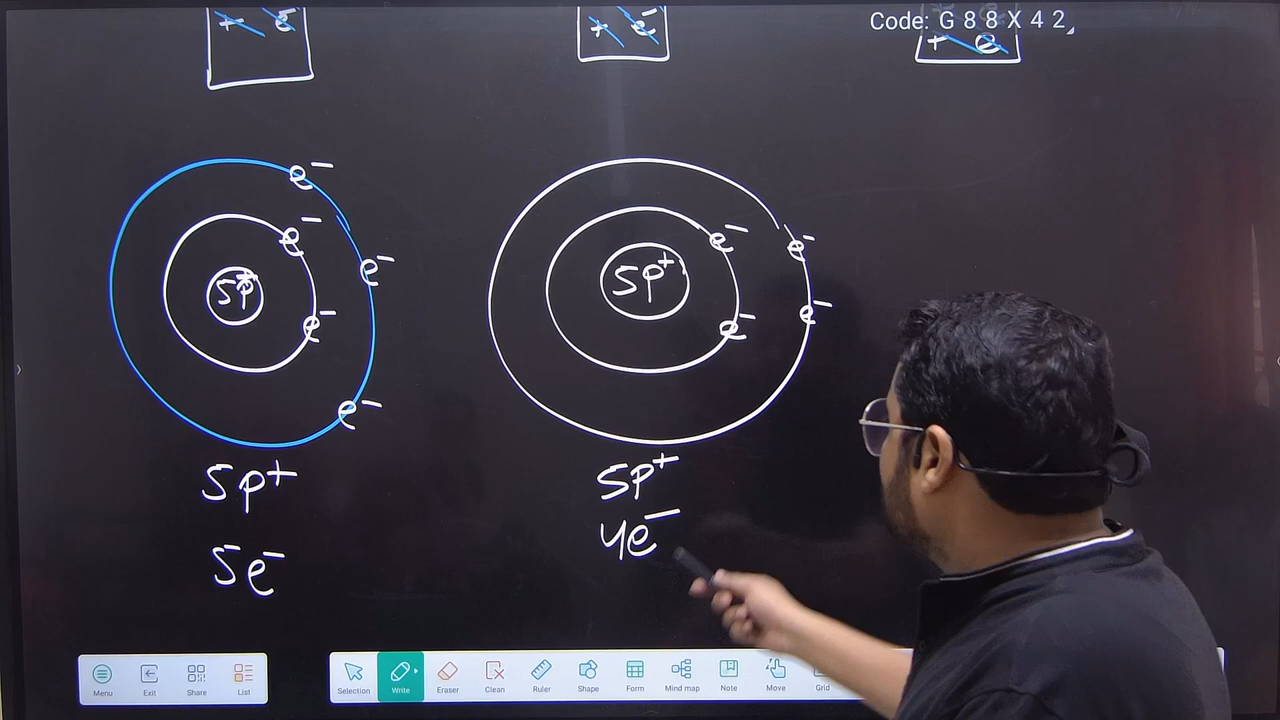 + e⁻
+ e⁻
Code: G 8 8 X 4 2
+ e
e⁻
e⁻
e⁻
e⁻
e⁻
5p⁺
e⁻
e⁻
e⁻
e⁻
5p⁺
5p⁺
5e⁻
5p⁺
4e⁻
Menu
Exit
Share
List
Selection
Write
Eraser
Clean
Ruler
Shape
Form
Mind map
Note
Move
Grid